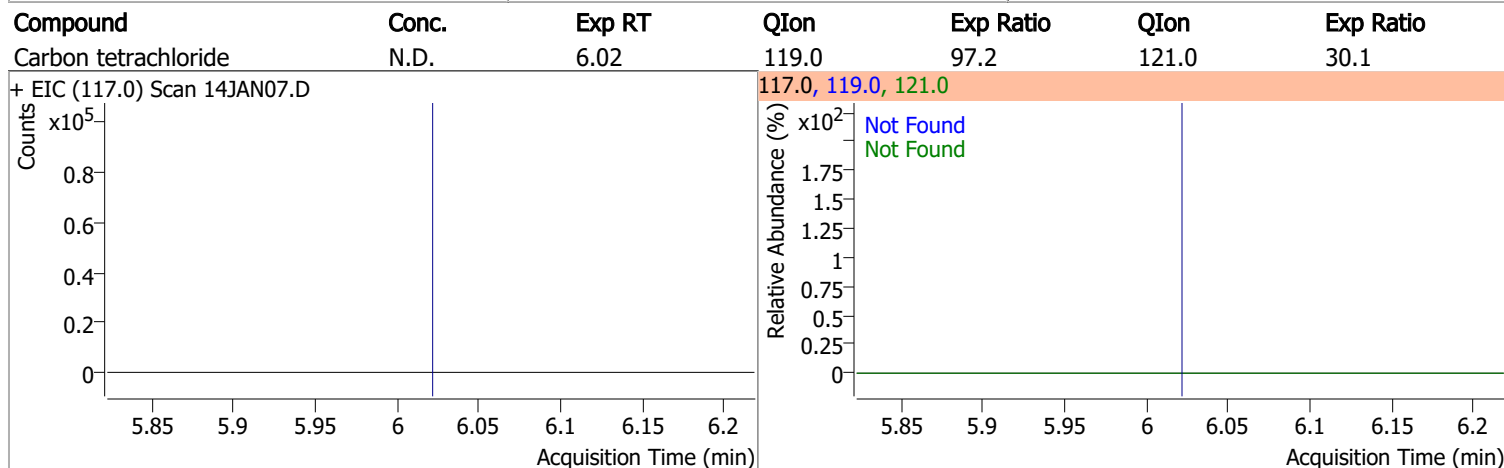 Compound Conc. Exp RT QIon Exp Ratio QIon Exp Ratio
Carbon tetrachloride N.D. 6.02 119.0 97.2 121.0 30.1
+ EIC (117.0) Scan 14JAN07.D
Counts
x10^5
0.8
0.6
0.4
0.2
0
5.85 5.9 5.95 6 6.05 6.1 6.15 6.2
Acquisition Time (min)
117.0, 119.0, 121.0
Relative Abundance (%)
x10^2
Not Found
Not Found
1.75
1.5
1.25
1
0.75
0.5
0.25
0
5.85 5.9 5.95 6 6.05 6.1 6.15 6.2
Acquisition Time (min)